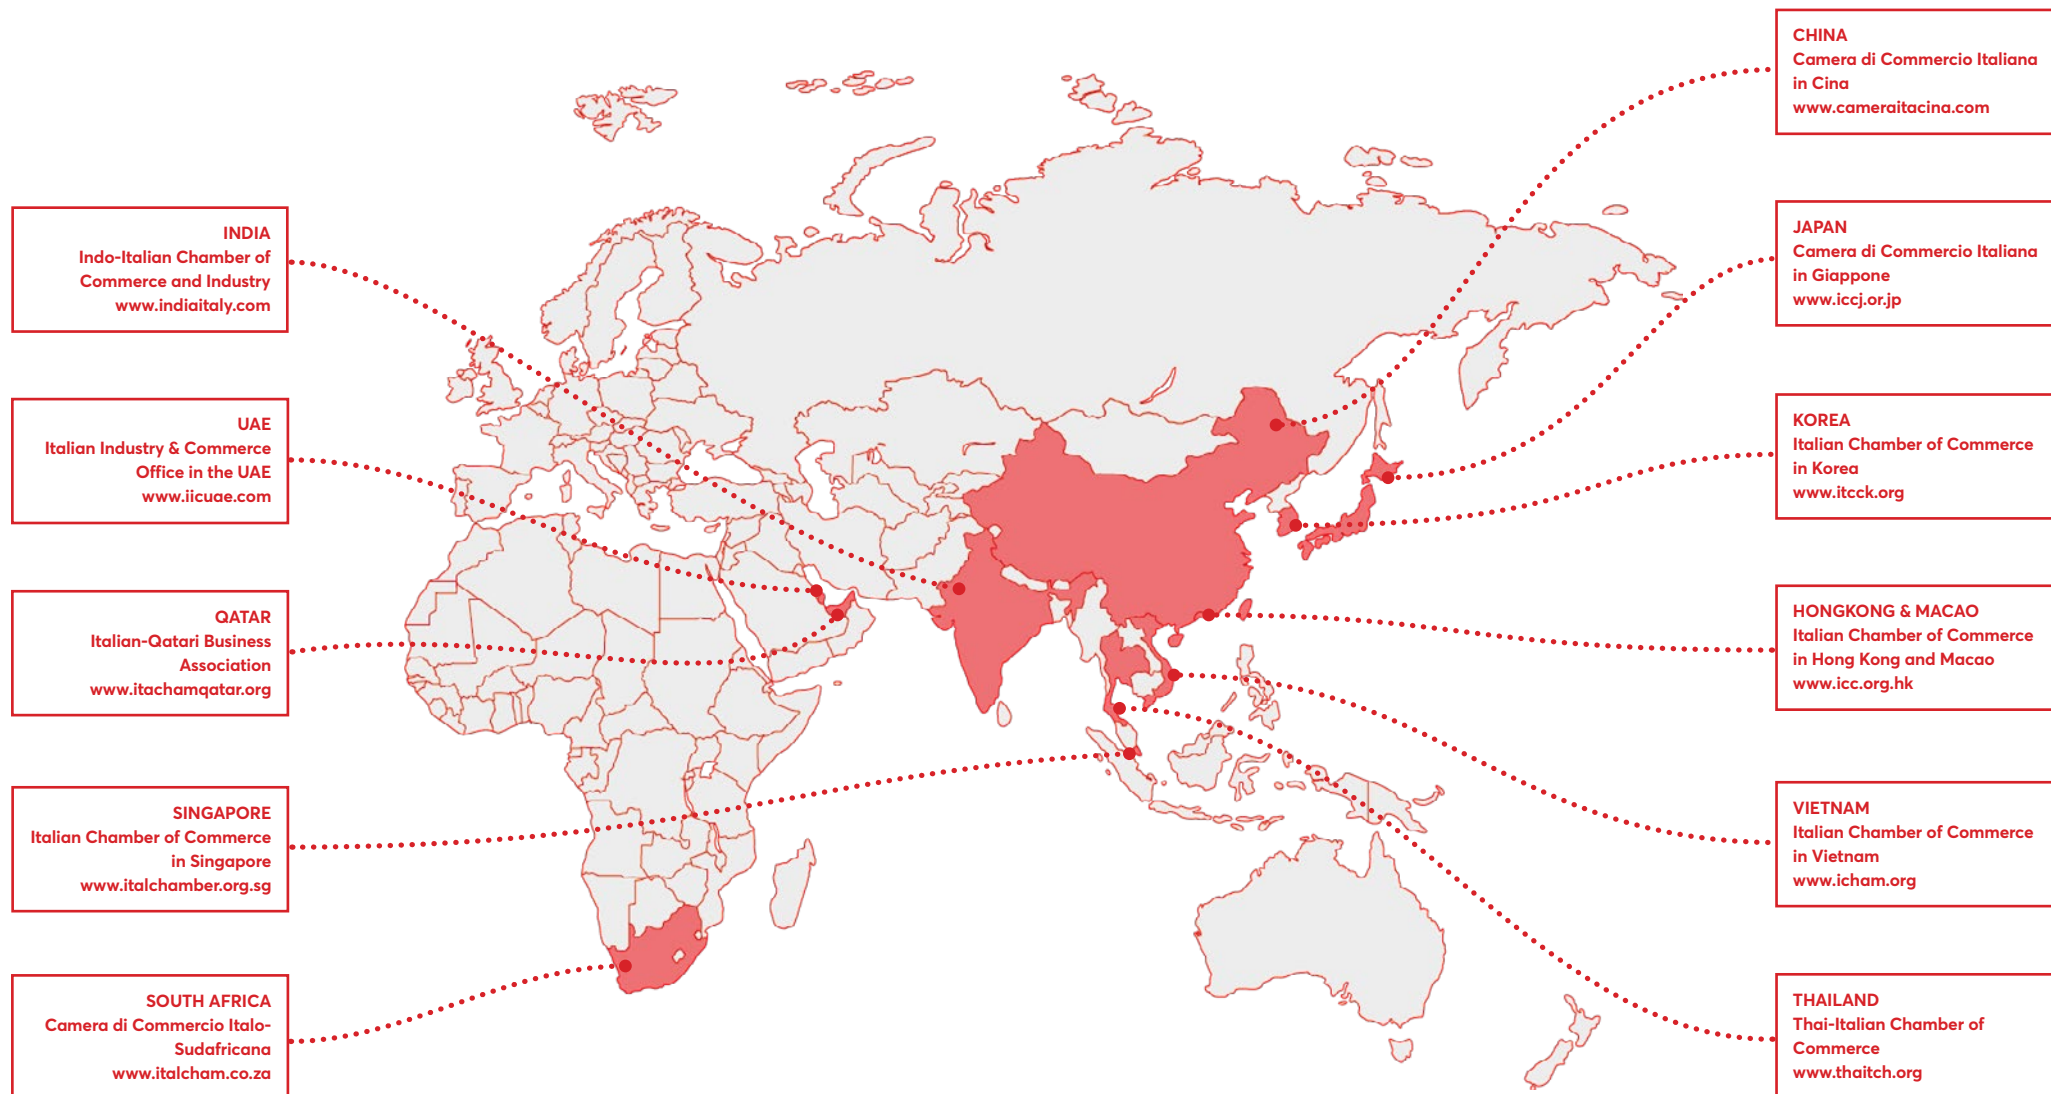 INDIA
Indo-Italian Chamber of
Commerce and Industry
www.indiaitaly.com
UAE
Italian Industry & Commerce
Office in the UAE
www.iicuae.com
QATAR
Italian-Qatari Business
Association
www.itachamqatar.org
SINGAPORE
Italian Chamber of Commerce
in Singapore
www.italchamber.org.sg
SOUTH AFRICA
Camera di Commercio Italo-
Sudafricana
www.italcham.co.za
CHINA
Camera di Commercio Italiana
in Cina
www.cameraitacina.com
JAPAN
Camera di Commercio Italiana
in Giappone
www.iccj.or.jp
KOREA
Italian Chamber of Commerce
in Korea
www.itcck.org
HONGKONG & MACAO
Italian Chamber of Commerce
in Hong Kong and Macao
www.icc.org.hk
VIETNAM
Italian Chamber of Commerce
in Vietnam
www.icham.org
THAILAND
Thai-Italian Chamber of
Commerce
www.thaitch.org